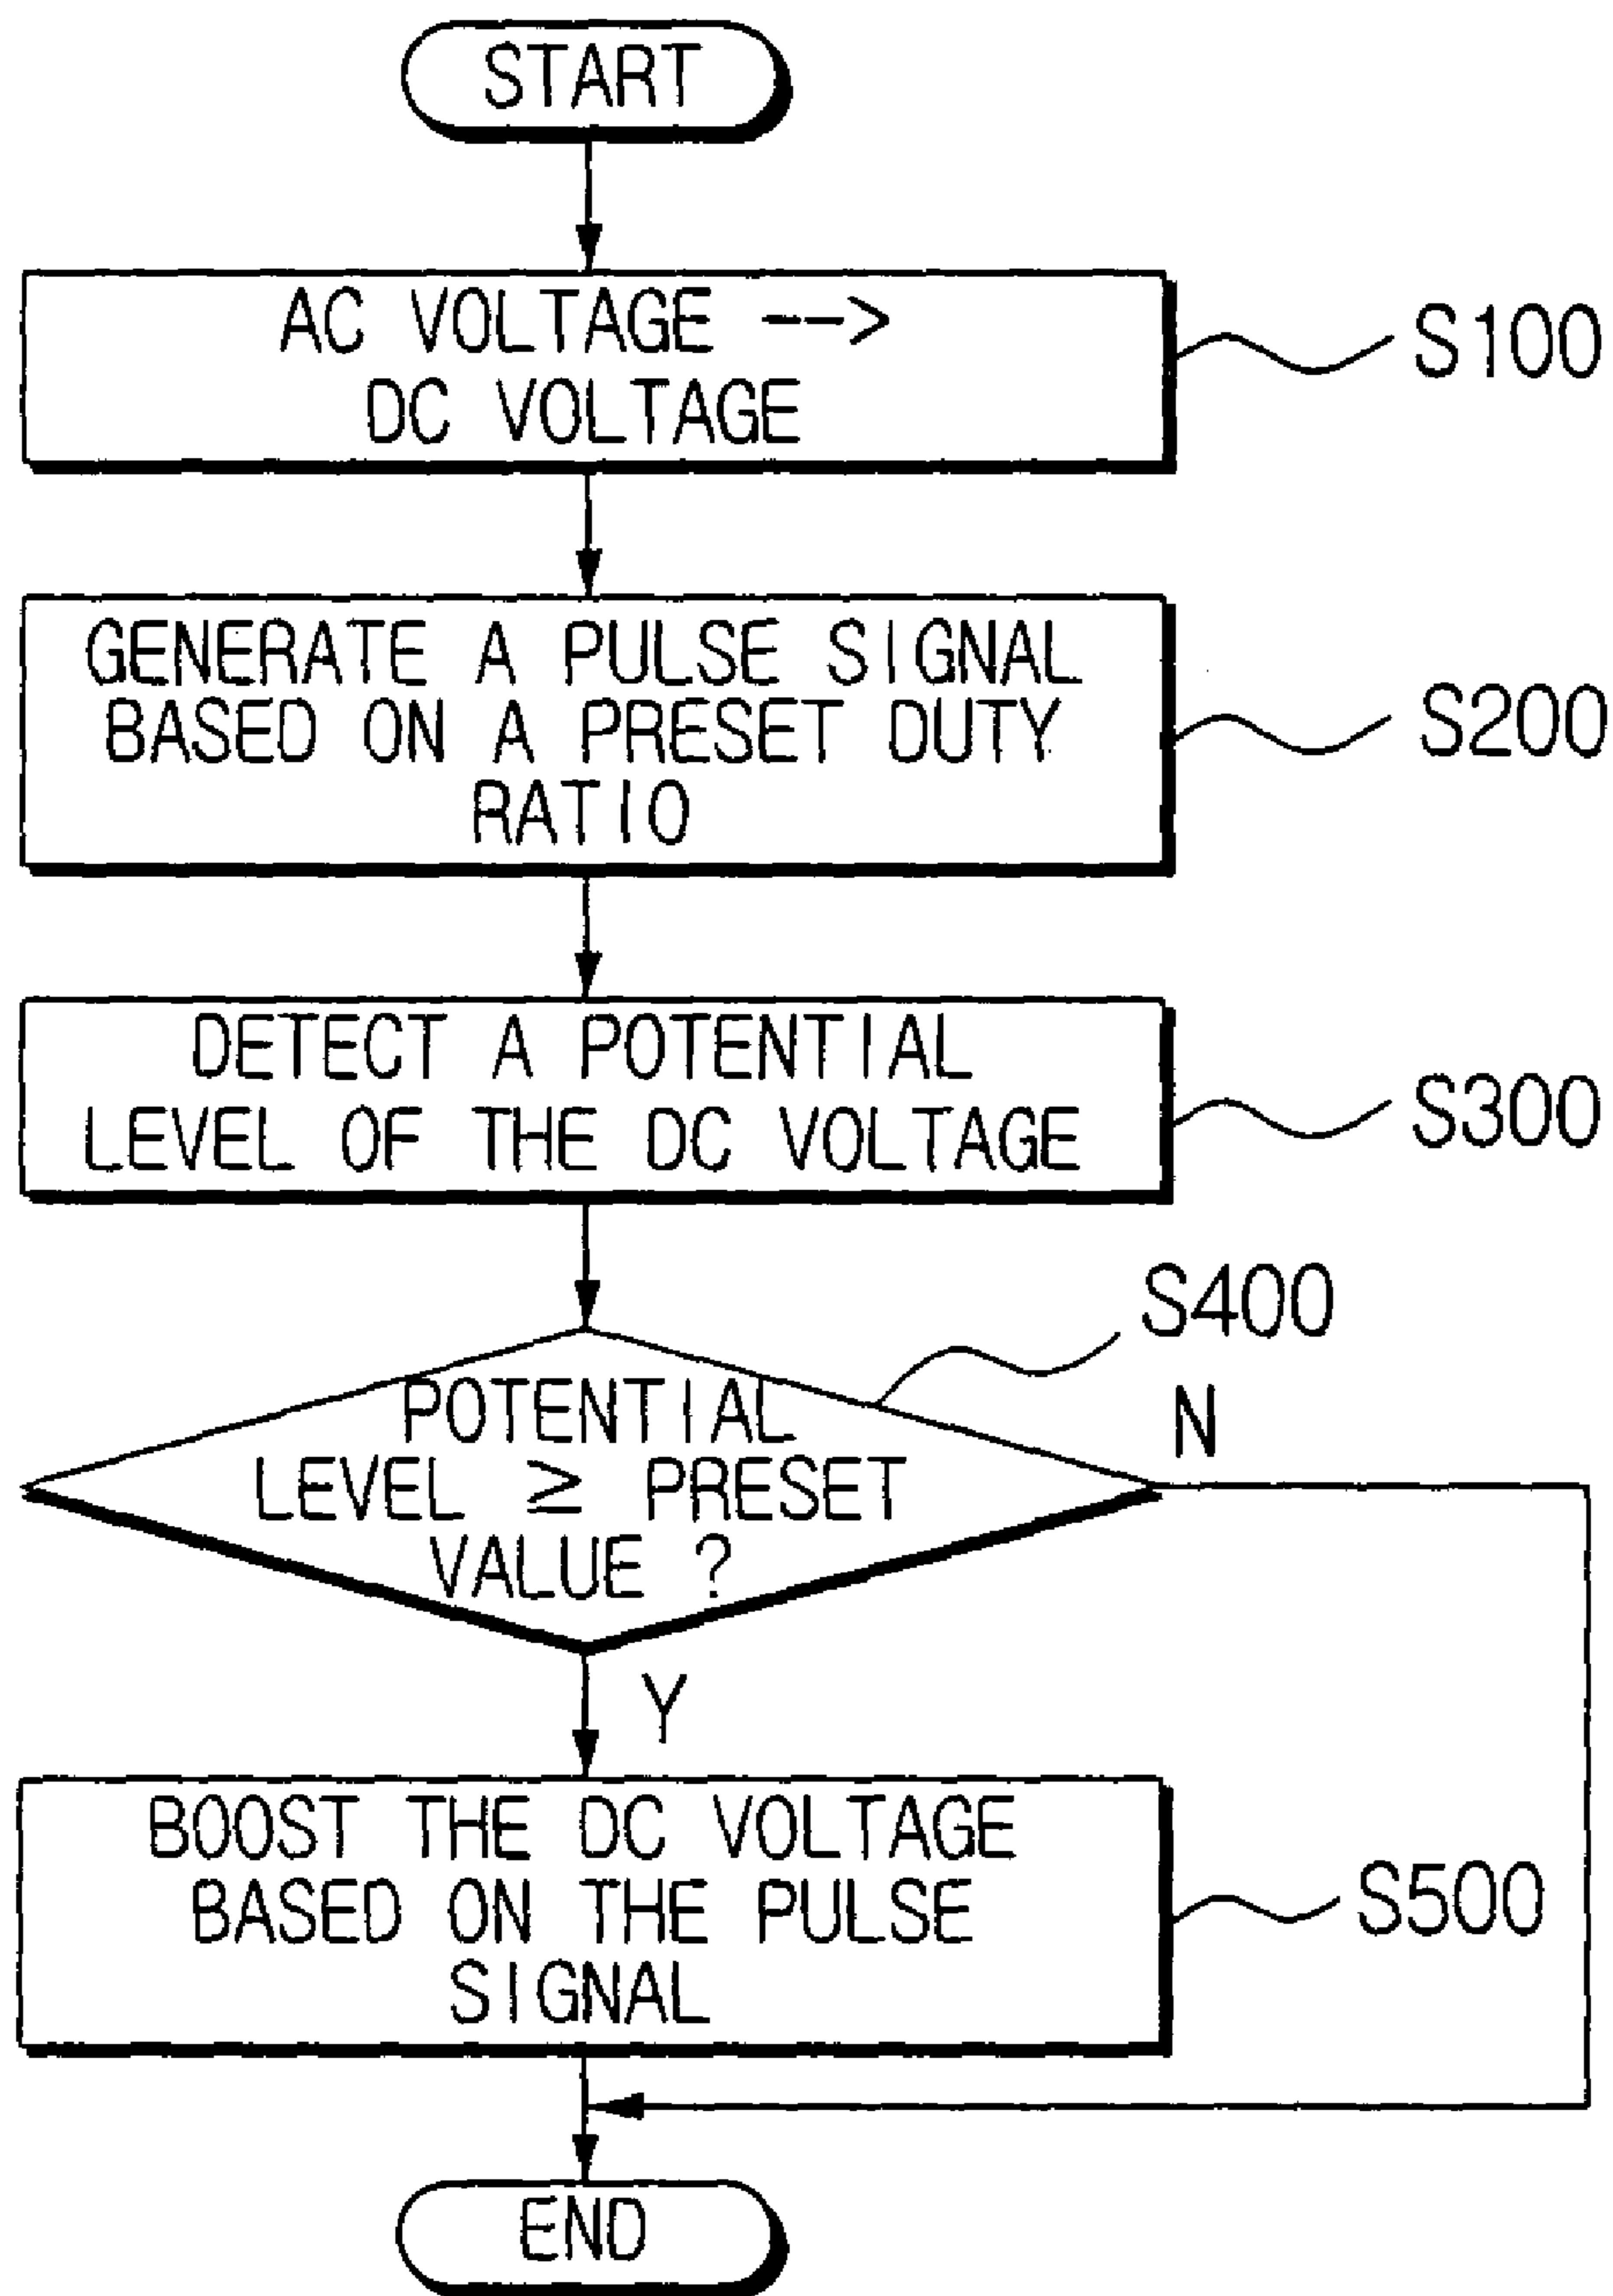 START
AC VOLTAGE -->
DC VOLTAGE
S100
GENERATE A PULSE SIGNAL
BASED ON A PRESET DUTY
RATIO
S200
DETECT A POTENTIAL
LEVEL OF THE DC VOLTAGE
S300
S400
POTENTIAL
LEVEL ≥ PRESET
VALUE ?
N
Y
BOOST THE DC VOLTAGE
BASED ON THE PULSE
SIGNAL
S500
END